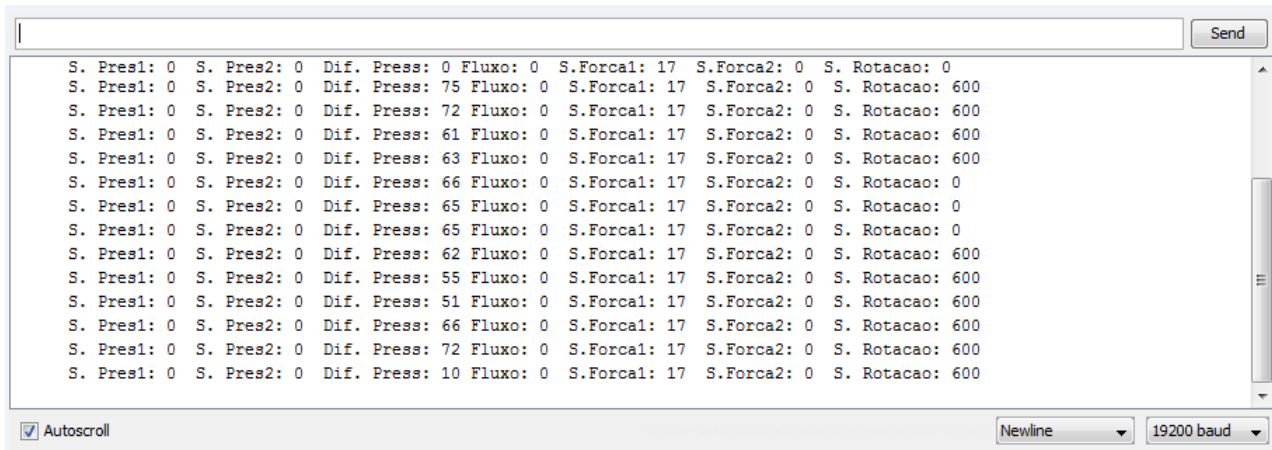 Send
S. Pres1: 0  S. Pres2: 0  Dif. Press: 0 Fluxo: 0  S.Forca1: 17  S.Forca2: 0  S. Rotacao: 0
S. Pres1: 0  S. Pres2: 0  Dif. Press: 75 Fluxo: 0  S.Forca1: 17  S.Forca2: 0  S. Rotacao: 600
S. Pres1: 0  S. Pres2: 0  Dif. Press: 72 Fluxo: 0  S.Forca1: 17  S.Forca2: 0  S. Rotacao: 600
S. Pres1: 0  S. Pres2: 0  Dif. Press: 61 Fluxo: 0  S.Forca1: 17  S.Forca2: 0  S. Rotacao: 600
S. Pres1: 0  S. Pres2: 0  Dif. Press: 63 Fluxo: 0  S.Forca1: 17  S.Forca2: 0  S. Rotacao: 600
S. Pres1: 0  S. Pres2: 0  Dif. Press: 66 Fluxo: 0  S.Forca1: 17  S.Forca2: 0  S. Rotacao: 0
S. Pres1: 0  S. Pres2: 0  Dif. Press: 65 Fluxo: 0  S.Forca1: 17  S.Forca2: 0  S. Rotacao: 0
S. Pres1: 0  S. Pres2: 0  Dif. Press: 65 Fluxo: 0  S.Forca1: 17  S.Forca2: 0  S. Rotacao: 0
S. Pres1: 0  S. Pres2: 0  Dif. Press: 62 Fluxo: 0  S.Forca1: 17  S.Forca2: 0  S. Rotacao: 600
S. Pres1: 0  S. Pres2: 0  Dif. Press: 55 Fluxo: 0  S.Forca1: 17  S.Forca2: 0  S. Rotacao: 600
S. Pres1: 0  S. Pres2: 0  Dif. Press: 51 Fluxo: 0  S.Forca1: 17  S.Forca2: 0  S. Rotacao: 600
S. Pres1: 0  S. Pres2: 0  Dif. Press: 66 Fluxo: 0  S.Forca1: 17  S.Forca2: 0  S. Rotacao: 600
S. Pres1: 0  S. Pres2: 0  Dif. Press: 72 Fluxo: 0  S.Forca1: 17  S.Forca2: 0  S. Rotacao: 600
S. Pres1: 0  S. Pres2: 0  Dif. Press: 10 Fluxo: 0  S.Forca1: 17  S.Forca2: 0  S. Rotacao: 600
Autoscroll Newline 19200 baud